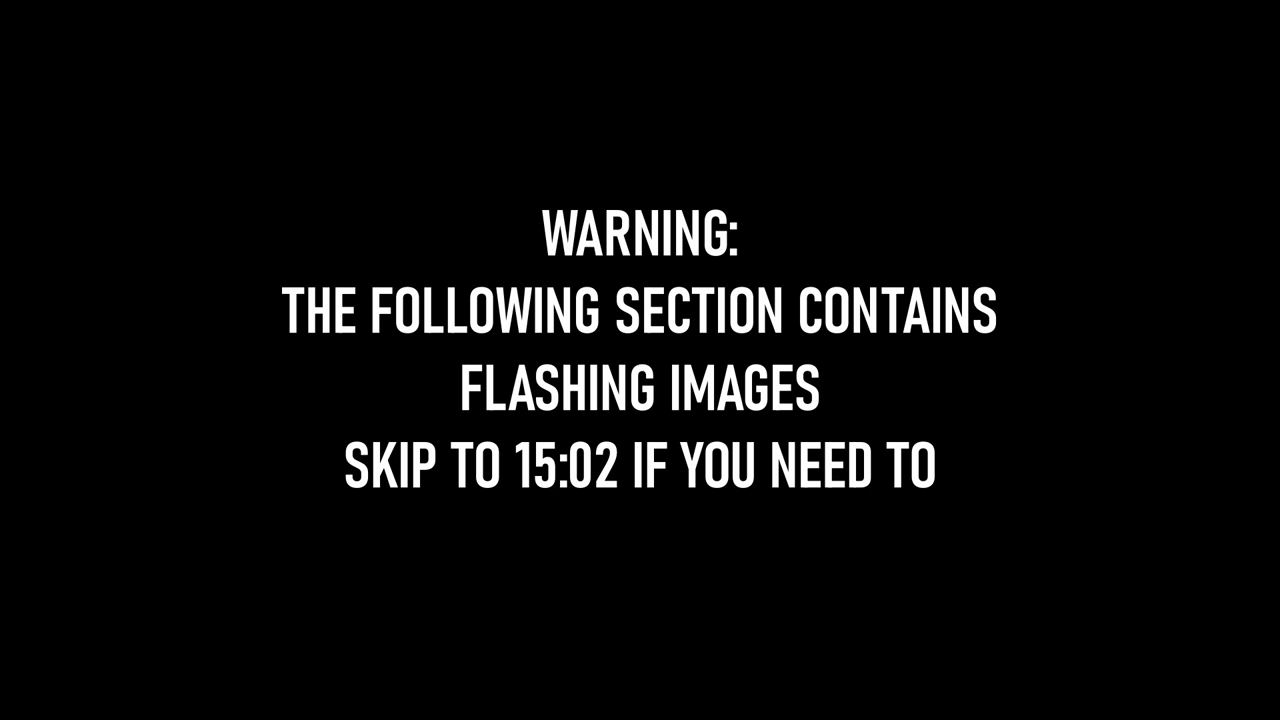 WARNING:
THE FOLLOWING SECTION CONTAINS
FLASHING IMAGES
SKIP TO 15:02 IF YOU NEED TO